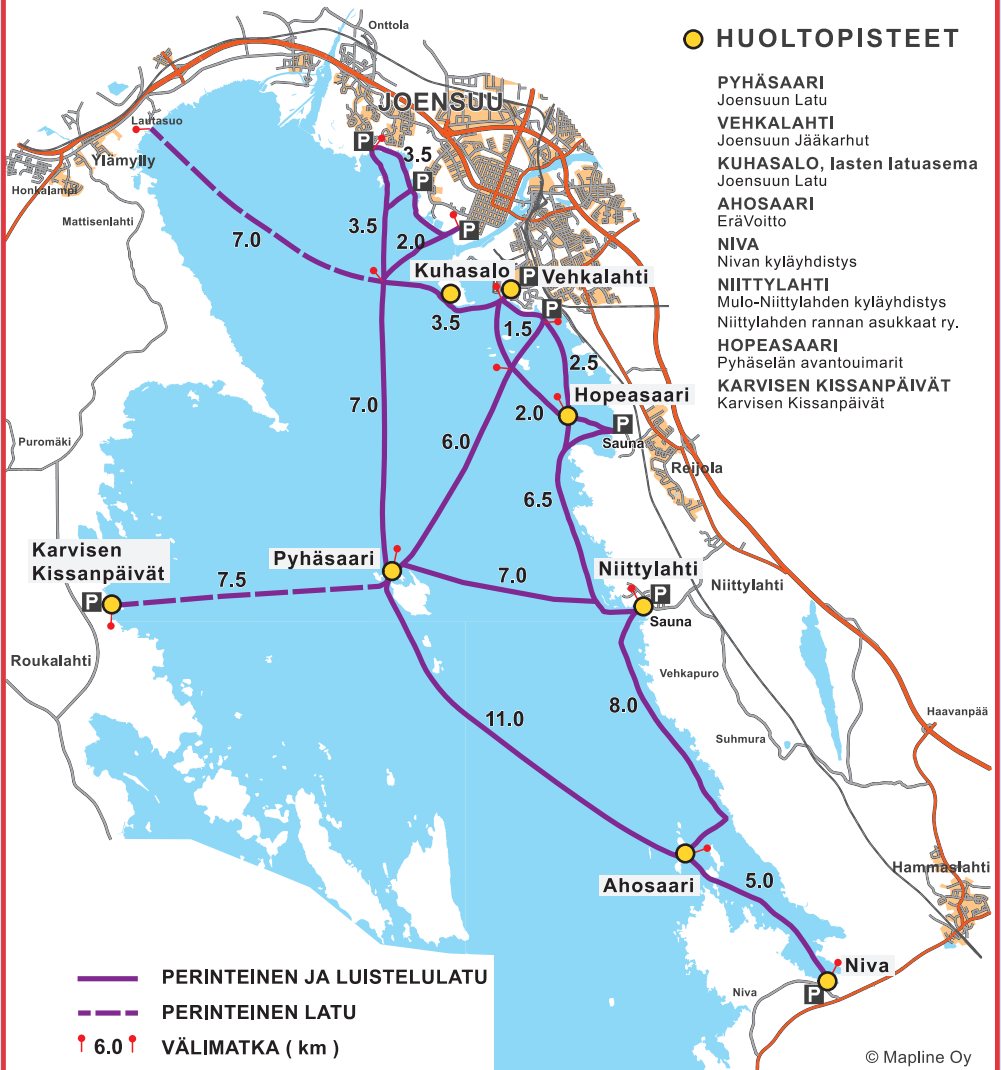 Onttola
HUOLTOPISTEET
PYHÄSAARI
Joensuun Latu
VEHKALAHTI
Joensuun Jääkarhut
KUHASALO, lasten latuasema
Joensuun Latu
AHOSAARI
EräVoitto
NIVA
Nivan kyläyhdistys
NIITTYLAHTI
Mulo-Niittylahden kyläyhdistys
Niittylahden rannan asukkaat ry.
HOPEASAARI
Pyhäselän avantouimarit
KARVISEN KISSANPÄIVÄT
Karvisen Kissanpäivät
JOENSUU
Lautasuo
P
3.5
Ylämylly
P
Honkalampi
Mattisenlahti
3.5
P
7.0
2.0
Kuhasalo
P
Vehkalahti
3.5
1.5
P
2.5
7.0
Hopeasaari
2.0
P
Sauna
Puromäki
6.0
Reijola
6.5
Karvisen
Kissanpäivät
Pyhäsaari
7.5
7.0
Niittylahti
Niittylahti
P
P
Sauna
Roukalahti
Vehkapuro
8.0
11.0
Haavanpää
Suhmura
Hammaslahti
Ahosaari
5.0
Niva
Niva
P
PERINTEINEN JA LUISTELULATU
PERINTEINEN LATU
6.0 VÄLIMATKA ( km )
© Mapline Oy